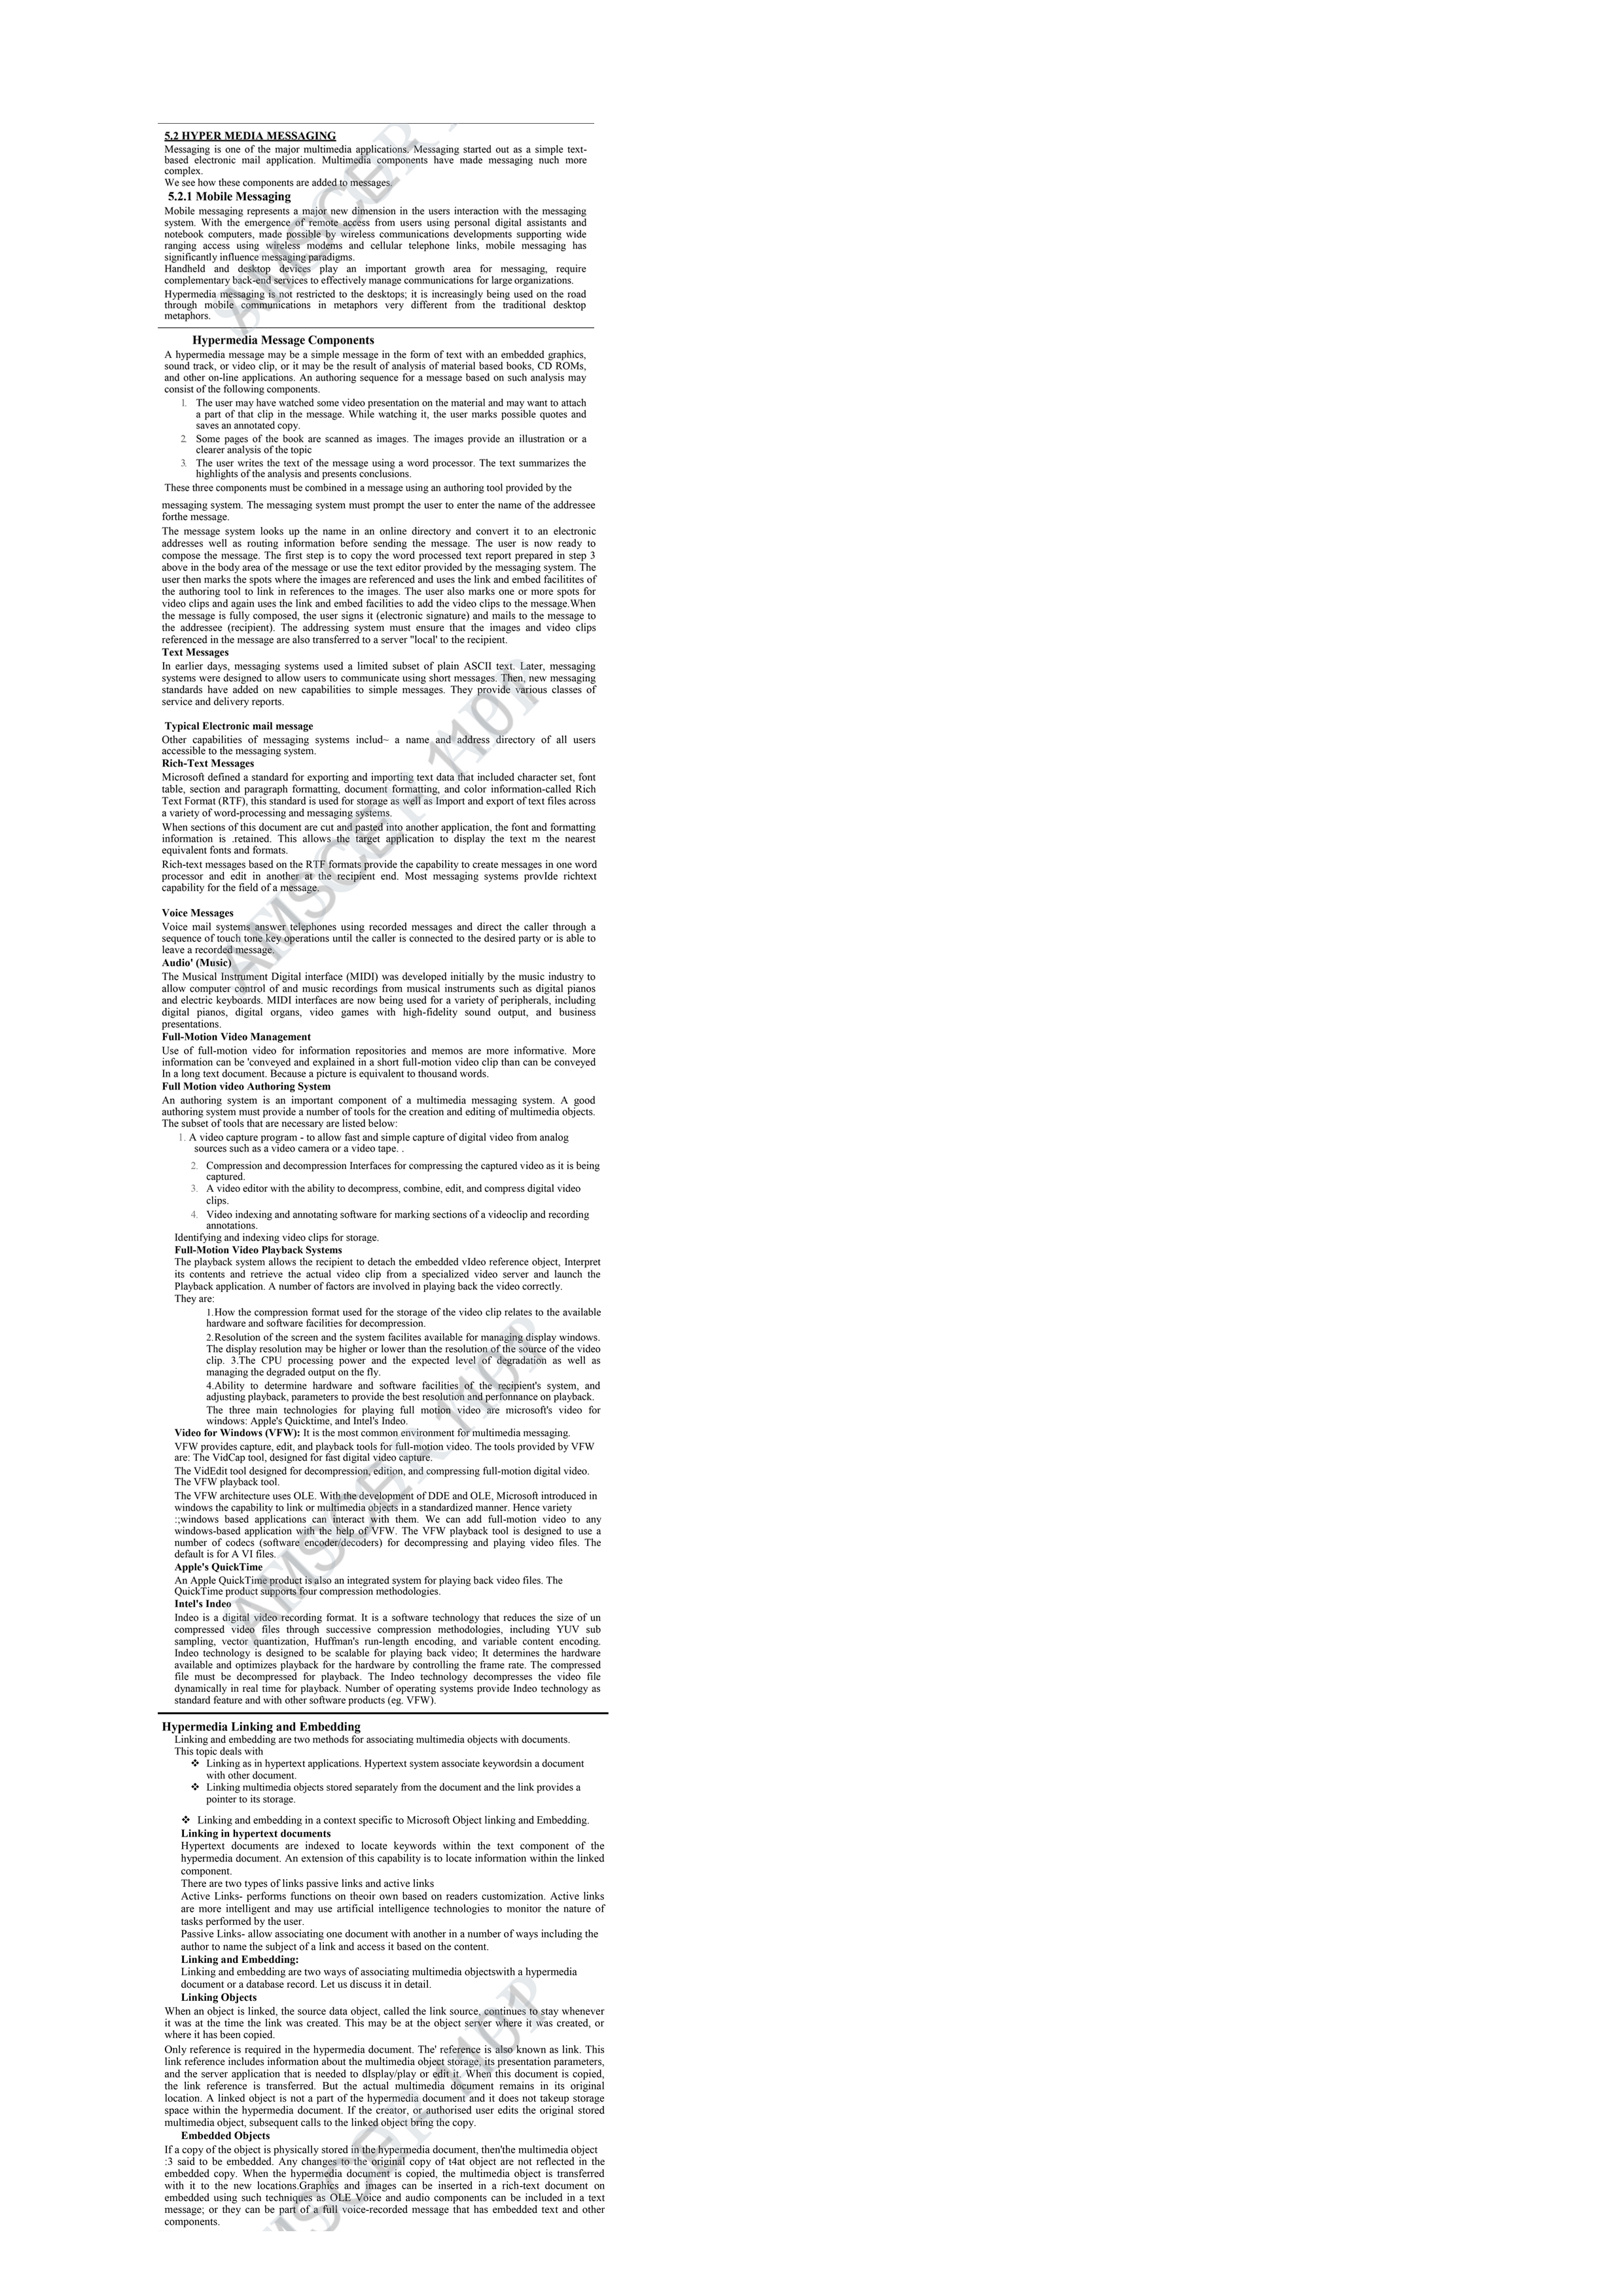 5.2 HYPER MEDIA MESSAGING
Messaging is one of the major multimedia applications. Messaging started out as a simple text-
based electronic mail application. Multimedia components have made messaging nuch more
complex.
We see how these components are added to messages.
5.2.1 Mobile Messaging
Mobile messaging represents a major new dimension in the users interaction with the messaging
system. With the emergence of remote access from users using personal digital assistants and
notebook computers, made possible by wireless communications developments supporting wide
ranging access using wireless modems and cellular telephone links, mobile messaging has
significantly influence messaging paradigms.
Handheld and desktop devices play an important growth area for messaging, require
complementary back-end services to effectively manage communications for large organizations.
Hypermedia messaging is not restricted to the desktops; it is increasingly being used on the road
through mobile communications in metaphors very different from the traditional desktop
metaphors.
Hypermedia Message Components
A hypermedia message may be a simple message in the form of text with an embedded graphics,
sound track, or video clip, or it may be the result of analysis of material based books, CD ROMs,
and other on-line applications. An authoring sequence for a message based on such analysis may
consist of the following components.
1. The user may have watched some video presentation on the material and may want to attach
a part of that clip in the message. While watching it, the user marks possible quotes and
saves an annotated copy.
2. Some pages of the book are scanned as images. The images provide an illustration or a
clearer analysis of the topic
3. The user writes the text of the message using a word processor. The text summarizes the
highlights of the analysis and presents conclusions.
These three components must be combined in a message using an authoring tool provided by the
messaging system. The messaging system must prompt the user to enter the name of the addressee
forthe message.
The message system looks up the name in an online directory and convert it to an electronic
addresses well as routing information before sending the message. The user is now ready to
compose the message. The first step is to copy the word processed text report prepared in step 3
above in the body area of the message or use the text editor provided by the messaging system. The
user then marks the spots where the images are referenced and uses the link and embed facilitites of
the authoring tool to link in references to the images. The user also marks one or more spots for
video clips and again uses the link and embed facilities to add the video clips to the message.When
the message is fully composed, the user signs it (electronic signature) and mails to the message to
the addressee (recipient). The addressing system must ensure that the images and video clips
referenced in the message are also transferred to a server "local' to the recipient.
Text Messages
In earlier days, messaging systems used a limited subset of plain ASCII text. Later, messaging
systems were designed to allow users to communicate using short messages. Then, new messaging
standards have added on new capabilities to simple messages. They provide various classes of
service and delivery reports.
Typical Electronic mail message
Other capabilities of messaging systems includ~ a name and address directory of all users
accessible to the messaging system.
Rich-Text Messages
Microsoft defined a standard for exporting and importing text data that included character set, font
table, section and paragraph formatting, document formatting, and color information-called Rich
Text Format (RTF), this standard is used for storage as well as Import and export of text files across
a variety of word-processing and messaging systems.
When sections of this document are cut and pasted into another application, the font and formatting
information is .retained. This allows the target application to display the text m the nearest
equivalent fonts and formats.
Rich-text messages based on the RTF formats provide the capability to create messages in one word
processor and edit in another at the recipient end. Most messaging systems provIde richtext
capability for the field of a message.
Voice Messages
Voice mail systems answer telephones using recorded messages and direct the caller through a
sequence of touch tone key operations until the caller is connected to the desired party or is able to
leave a recorded message.
Audio' (Music)
The Musical Instrument Digital interface (MIDI) was developed initially by the music industry to
allow computer control of and music recordings from musical instruments such as digital pianos
and electric keyboards. MIDI interfaces are now being used for a variety of peripherals, including
digital pianos, digital organs, video games with high-fidelity sound output, and business
presentations.
Full-Motion Video Management
Use of full-motion video for information repositories and memos are more informative. More
information can be 'conveyed and explained in a short full-motion video clip than can be conveyed
In a long text document. Because a picture is equivalent to thousand words.
Full Motion video Authoring System
An authoring system is an important component of a multimedia messaging system. A good
authoring system must provide a number of tools for the creation and editing of multimedia objects.
The subset of tools that are necessary are listed below:
1. A video capture program - to allow fast and simple capture of digital video from analog
sources such as a video camera or a video tape. .
2. Compression and decompression Interfaces for compressing the captured video as it is being
captured.
3. A video editor with the ability to decompress, combine, edit, and compress digital video
clips.
4. Video indexing and annotating software for marking sections of a videoclip and recording
annotations.
Identifying and indexing video clips for storage.
Full-Motion Video Playback Systems
The playback system allows the recipient to detach the embedded vIdeo reference object, Interpret
its contents and retrieve the actual video clip from a specialized video server and launch the
Playback application. A number of factors are involved in playing back the video correctly.
They are:
1.How the compression format used for the storage of the video clip relates to the available
hardware and software facilities for decompression.
2.Resolution of the screen and the system facilites available for managing display windows.
The display resolution may be higher or lower than the resolution of the source of the video
clip. 3.The CPU processing power and the expected level of degradation as well as
managing the degraded output on the fly.
4.Ability to determine hardware and software facilities of the recipient's system, and
adjusting playback, parameters to provide the best resolution and perfonnance on playback.
The three main technologies for playing full motion video are microsoft's video for
windows: Apple's Quicktime, and Intel's Indeo.
Video for Windows (VFW): It is the most common environment for multimedia messaging.
VFW provides capture, edit, and playback tools for full-motion video. The tools provided by VFW
are: The VidCap tool, designed for fast digital video capture.
The VidEdit tool designed for decompression, edition, and compressing full-motion digital video.
The VFW playback tool.
The VFW architecture uses OLE. With the development of DDE and OLE, Microsoft introduced in
windows the capability to link or multimedia objects in a standardized manner. Hence variety
:;windows based applications can interact with them. We can add full-motion video to any
windows-based application with the help of VFW. The VFW playback tool is designed to use a
number of codecs (software encoder/decoders) for decompressing and playing video files. The
default is for A VI files.
Apple's QuickTime
An Apple QuickTime product is also an integrated system for playing back video files. The
QuickTime product supports four compression methodologies.
Intel's Indeo
Indeo is a digital video recording format. It is a software technology that reduces the size of un
compressed video files through successive compression methodologies, including YUV sub
sampling, vector quantization, Huffman's run-length encoding, and variable content encoding.
Indeo technology is designed to be scalable for playing back video; It determines the hardware
available and optimizes playback for the hardware by controlling the frame rate. The compressed
file must be decompressed for playback. The Indeo technology decompresses the video file
dynamically in real time for playback. Number of operating systems provide Indeo technology as
standard feature and with other software products (eg. VFW).
Hypermedia Linking and Embedding
Linking and embedding are two methods for associating multimedia objects with documents.
This topic deals with
❖ Linking as in hypertext applications. Hypertext system associate keywordsin a document
with other document.
❖ Linking multimedia objects stored separately from the document and the link provides a
pointer to its storage.
❖ Linking and embedding in a context specific to Microsoft Object linking and Embedding.
Linking in hypertext documents
Hypertext documents are indexed to locate keywords within the text component of the
hypermedia document. An extension of this capability is to locate information within the linked
component.
There are two types of links passive links and active links
Active Links- performs functions on theoir own based on readers customization. Active links
are more intelligent and may use artificial intelligence technologies to monitor the nature of
tasks performed by the user.
Passive Links- allow associating one document with another in a number of ways including the
author to name the subject of a link and access it based on the content.
Linking and Embedding:
Linking and embedding are two ways of associating multimedia objectswith a hypermedia
document or a database record. Let us discuss it in detail.
Linking Objects
When an object is linked, the source data object, called the link source, continues to stay whenever
it was at the time the link was created. This may be at the object server where it was created, or
where it has been copied.
Only reference is required in the hypermedia document. The' reference is also known as link. This
link reference includes information about the multimedia object storage, its presentation parameters,
and the server application that is needed to dIsplay/play or edit it. When this document is copied,
the link reference is transferred. But the actual multimedia document remains in its original
location. A linked object is not a part of the hypermedia document and it does not takeup storage
space within the hypermedia document. If the creator, or authorised user edits the original stored
multimedia object, subsequent calls to the linked object bring the copy.
Embedded Objects
If a copy of the object is physically stored in the hypermedia document, then'the multimedia object
:3 said to be embedded. Any changes to the original copy of t4at object are not reflected in the
embedded copy. When the hypermedia document is copied, the multimedia object is transferred
with it to the new locations.Graphics and images can be inserted in a rich-text document on
embedded using such techniques as OLE Voice and audio components can be included in a text
message; or they can be part of a full voice-recorded message that has embedded text and other
components.